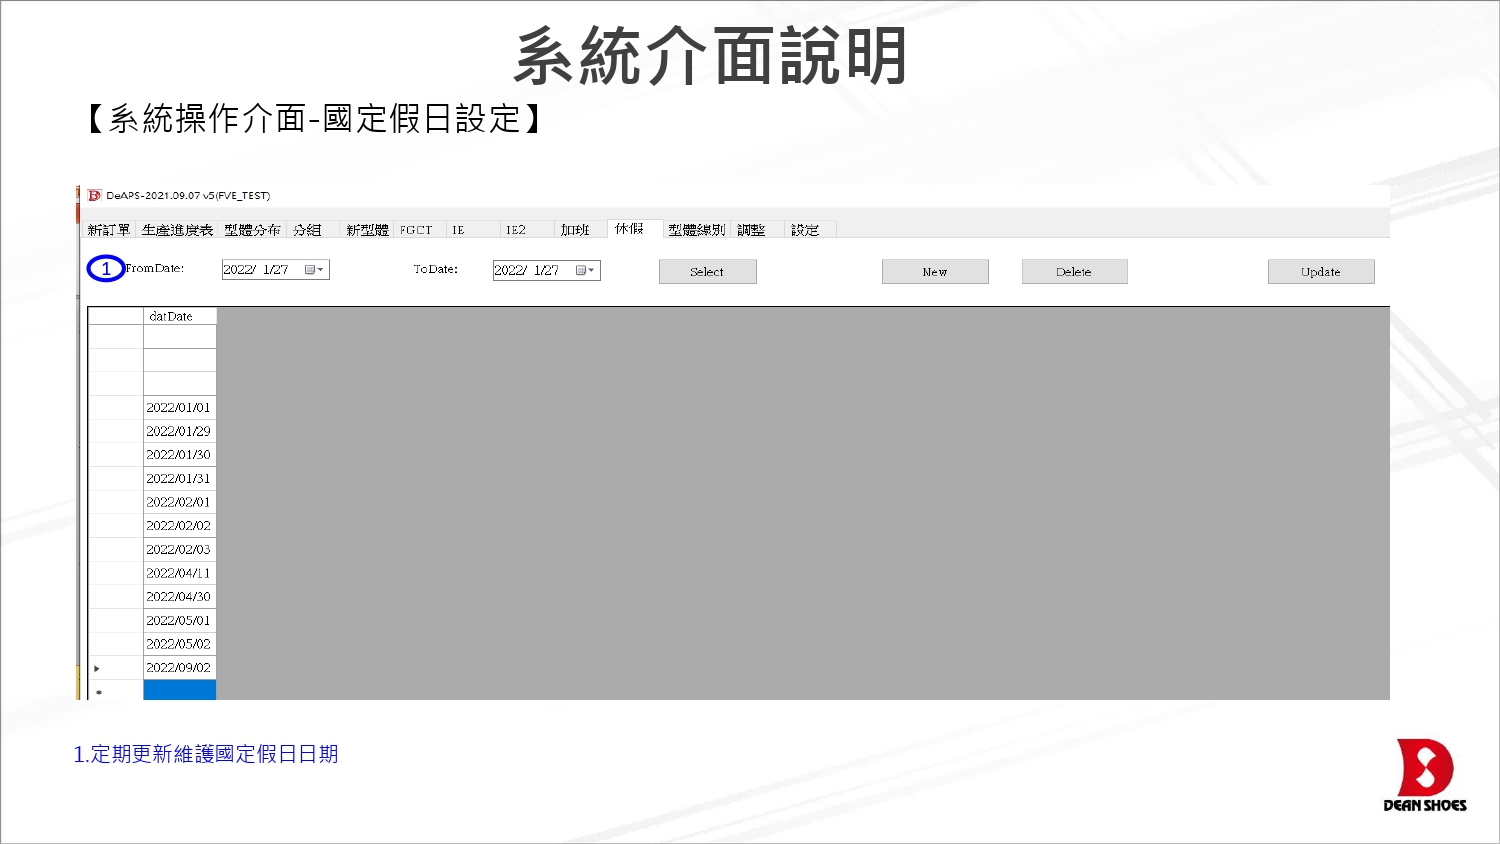 系統介面說明
【系統操作介面-國定假日設定】
DeAPS-2021.09.07 v5(FVE_TEST)
新訂單 生產進度表 型體分布 分組 新型體 FGCT IE IE2 加班 休假 型體線別 調整 設定
1 FromDate: 2022/ 1/27 ToDate: 2022/ 1/27 Select New Delete Update
datDate
2022/01/01
2022/01/29
2022/01/30
2022/01/31
2022/02/01
2022/02/02
2022/02/03
2022/04/11
2022/04/30
2022/05/01
2022/05/02
2022/09/02
1.定期更新維護國定假日日期
DEAN SHOES